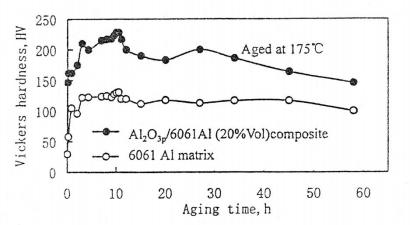 250
200
150
100
50
0
Vickers hardness, HV
Aged at 175℃
Al₂O₃ₚ/6061Al (20%Vol)composite
6061 Al matrix
0 10 20 30 40 50 60
Aging time, h